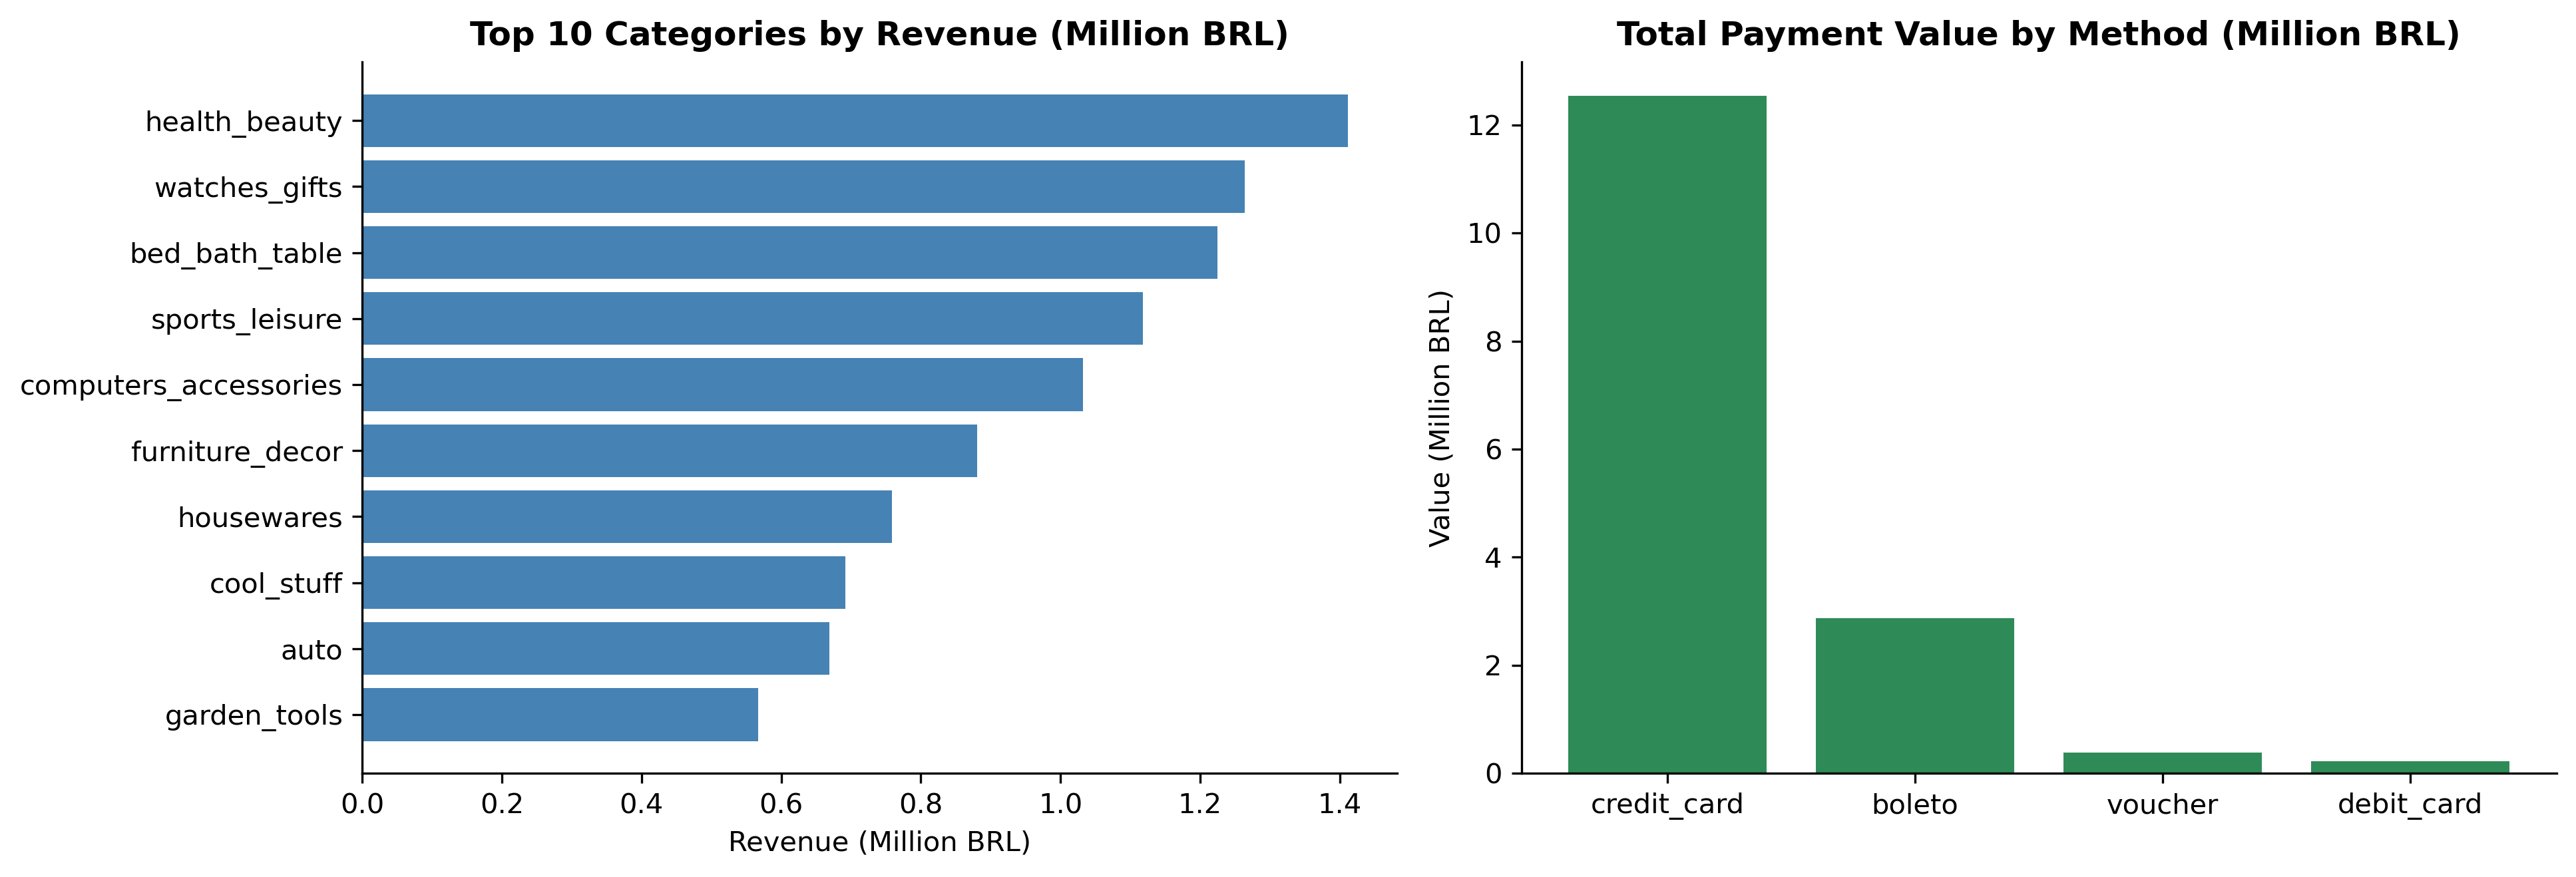 Top 10 Categories by Revenue (Million BRL)
health_beauty
watches_gifts
bed_bath_table
sports_leisure
computers_accessories
furniture_decor
housewares
cool_stuff
auto
garden_tools
0.0 0.2 0.4 0.6 0.8 1.0 1.2 1.4
Revenue (Million BRL)
Total Payment Value by Method (Million BRL)
Value (Million BRL)
12
10
8
6
4
2
0
credit_card boleto voucher debit_card